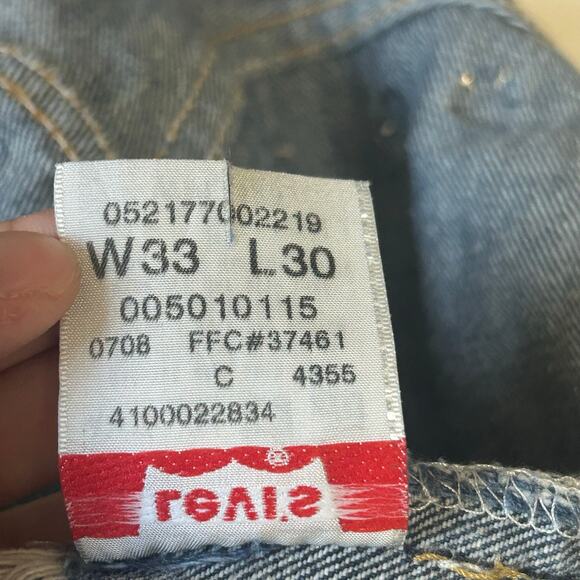 052177002219
W33 L30
005010115
0708 FFC#37461
C 4355
4100022834
Levi's ®